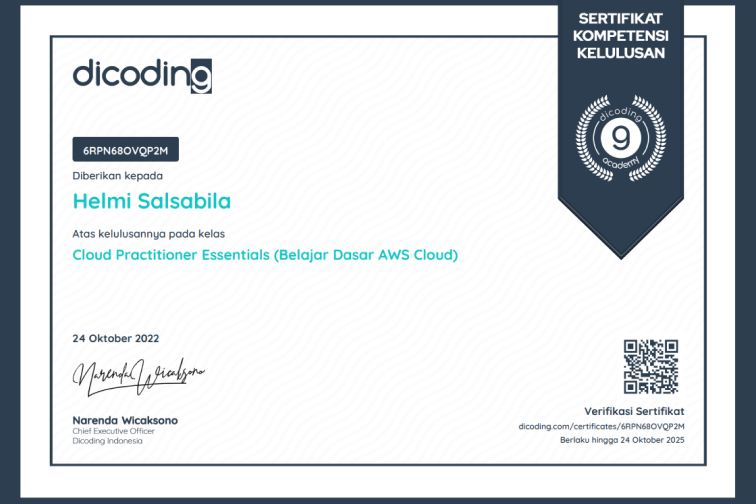 SERTIFIKAT
KOMPETENSI
KELULUSAN
dicoding
dicoding
academy
6RPN68OVQP2M
Diberikan kepada
Helmi Salsabila
Atas kelulusannya pada kelas
Cloud Practitioner Essentials (Belajar Dasar AWS Cloud)
24 Oktober 2022
Narenda Wicaksono
Narenda Wicaksono
Chief Executive Officer
Dicoding Indonesia
Verifikasi Sertifikat
dicoding.com/certificates/6RPN68OVQP2M
Berlaku hingga 24 Oktober 2025